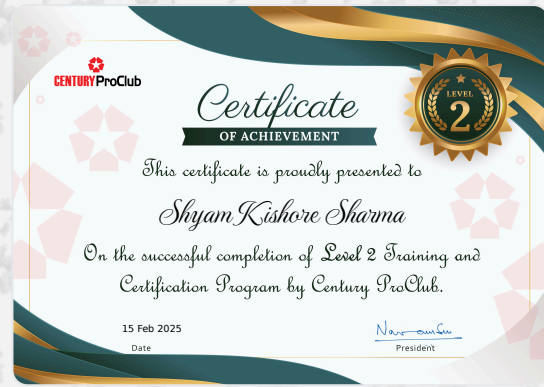 CENTURY ProClub
Certificate
OF ACHIEVEMENT
LEVEL
2
This certificate is proudly presented to
Shyam Kishore Sharma
On the successful completion of Level 2 Training and
Certification Program by Century ProClub.
15 Feb 2025
Date
President